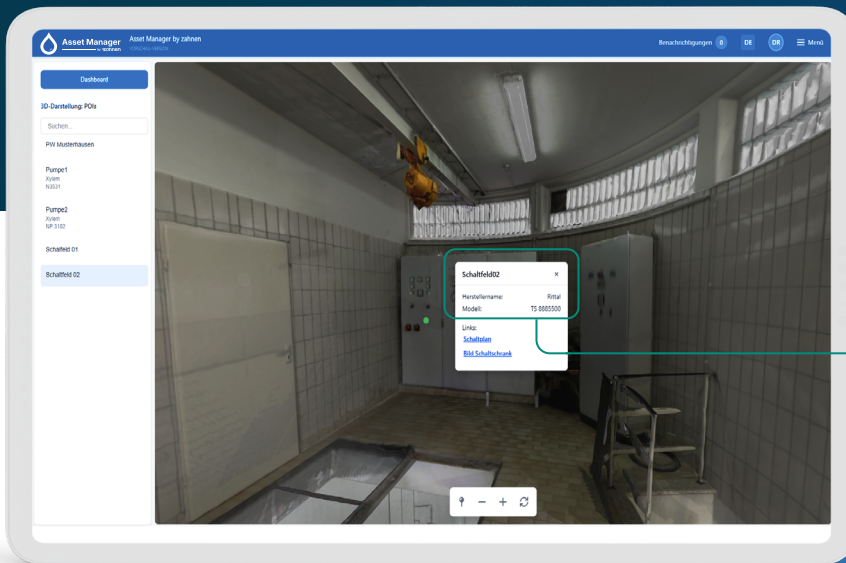 Asset Manager
by zahnen
Asset Manager by zahnen
Benachrichtigungen 0
DE
DR
Menü
Dashboard
3D-Darstellung: POIs
Suchen...
PW Musterhausen
Pumpe1
Xylem
N3531
Pumpe2
Xylem
NP 3102
Schalfeld 01
Schaltfeld 02
Schaltfeld02 ×
Herstellername: Rittal
Modell: TS 8885500
Links:
Schaltplan
Bild Schaltschrank